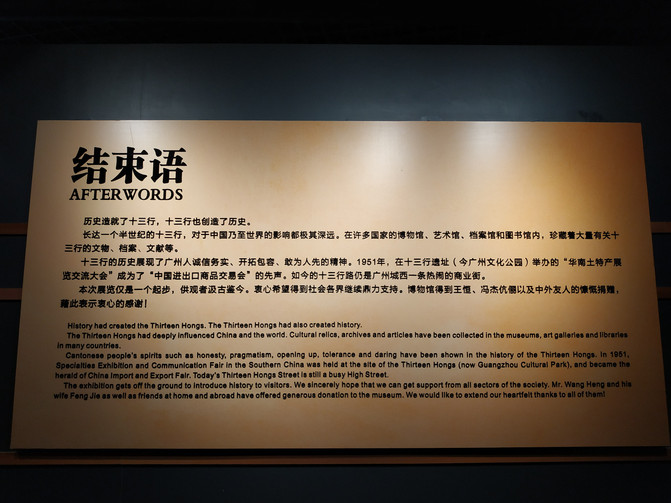 结束语
AFTERWORDS
历史造就了十三行，十三行也创造了历史。
长达一个半世纪的十三行，对于中国乃至世界的影响都极其深远。在许多国家的博物馆、艺术馆、档案馆和图书馆内，珍藏着大量有关十
三行的文物、档案、文献等。
十三行的历史展现了广州人诚信务实、开拓包容、敢为人先的精神。1951年，在十三行遗址（今广州文化公园）举办的“华南土特产展
览交流大会”成为了“中国进出口商品交易会”的先声。如今的十三行路仍是广州城西一条热闹的商业街。
本次展览仅是一个起步，供观者汲古鉴今。衷心希望得到社会各界继续鼎力支持。博物馆得到王恒、冯杰伉俪以及中外友人的慷慨捐赠，
藉此表示衷心的感谢！
History had created the Thirteen Hongs. The Thirteen Hongs had also created history.
The Thirteen Hongs had deeply influenced China and the world. Cultural relics, archives and articles have been collected in the museums, art galleries and libraries
in many countries.
Cantonese people's spirits such as honesty, pragmatism, opening up, tolerance and daring have been shown in the history of the Thirteen Hongs. In 1951,
Specialties Exhibition and Communication Fair in the Southern China was held at the site of the Thirteen Hongs (now Guangzhou Cultural Park), and became the
herald of China Import and Export Fair. Today's Thirteen Hongs Street is still a busy High Street.
The exhibition gets off the ground to introduce history to visitors. We sincerely hope that we can get support from all sectors of the society. Mr. Wang Heng and his
wife Feng Jie as well as friends at home and abroad have offered generous donation to the museum. We would like to extend our heartfelt thanks to all of them!